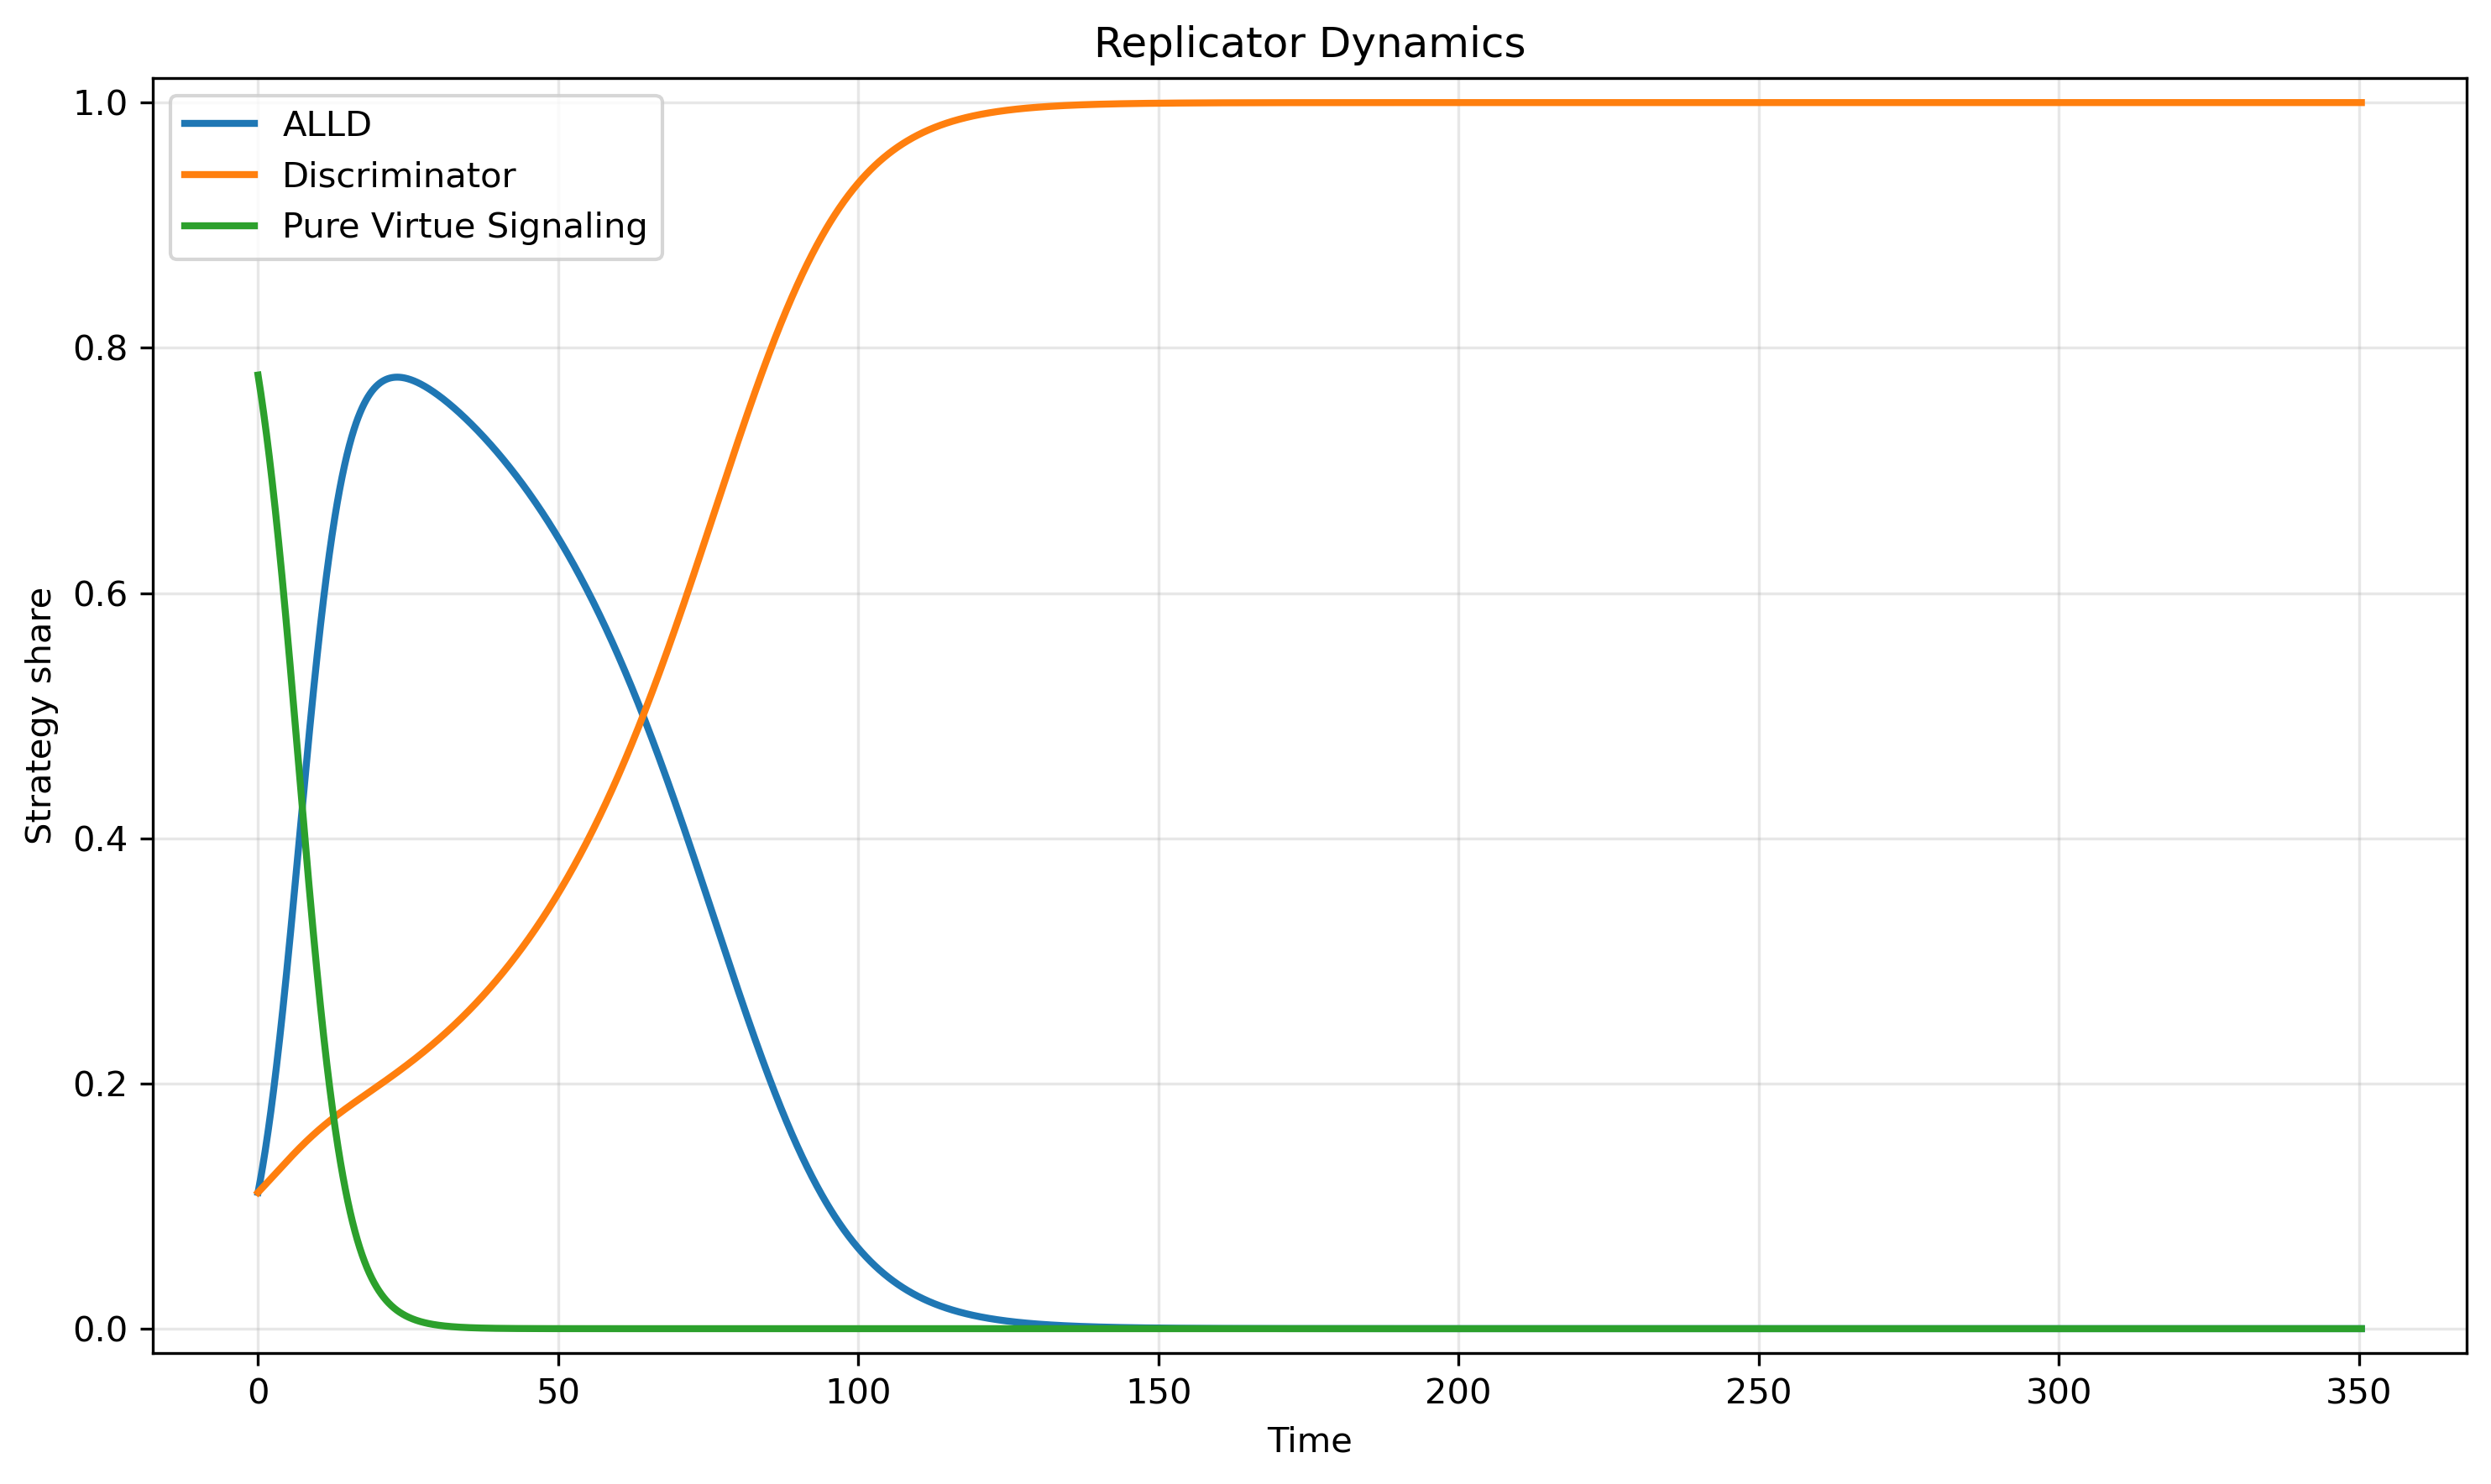 Replicator Dynamics
ALLD
Discriminator
Pure Virtue Signaling
Strategy share
1.0
0.8
0.6
0.4
0.2
0.0
0 50 100 150 200 250 300 350
Time